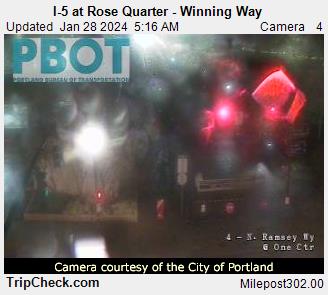 I-5 at Rose Quarter - Winning Way
Updated Jan 28 2024 5:16 AM Camera 4
PBOT
PORTLAND BUREAU OF TRANSPORTATION
4 - N. Ramsey Wy
@ One Ctr
Camera courtesy of the City of Portland
TripCheck.com Milepost302.00